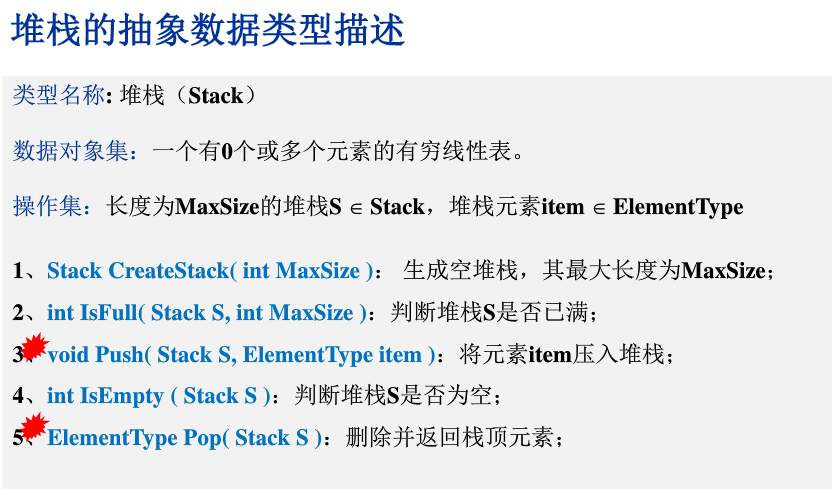 堆栈的抽象数据类型描述
类型名称: 堆栈（Stack）
数据对象集：一个有0个或多个元素的有穷线性表。
操作集：长度为MaxSize的堆栈S ∈ Stack，堆栈元素item ∈ ElementType
1、Stack CreateStack( int MaxSize )： 生成空堆栈，其最大长度为MaxSize；
2、int IsFull( Stack S, int MaxSize )：判断堆栈S是否已满；
3、void Push( Stack S, ElementType item )：将元素item压入堆栈；
4、int IsEmpty ( Stack S )：判断堆栈S是否为空；
5、ElementType Pop( Stack S )：删除并返回栈顶元素；